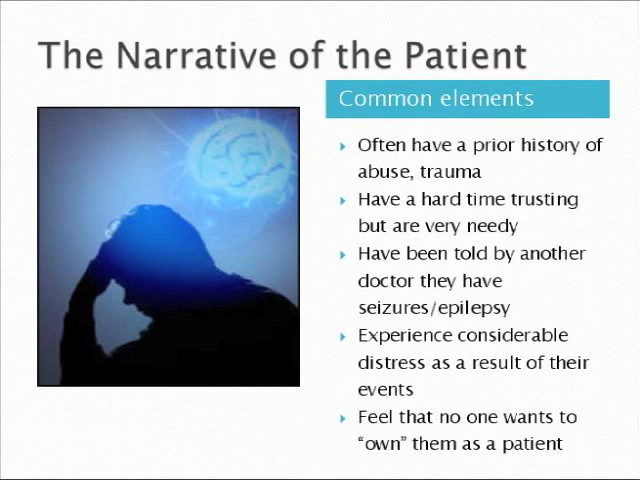 The Narrative of the Patient
Common elements
Often have a prior history of
abuse, trauma
Have a hard time trusting
but are very needy
Have been told by another
doctor they have
seizures/epilepsy
Experience considerable
distress as a result of their
events
Feel that no one wants to
“own” them as a patient